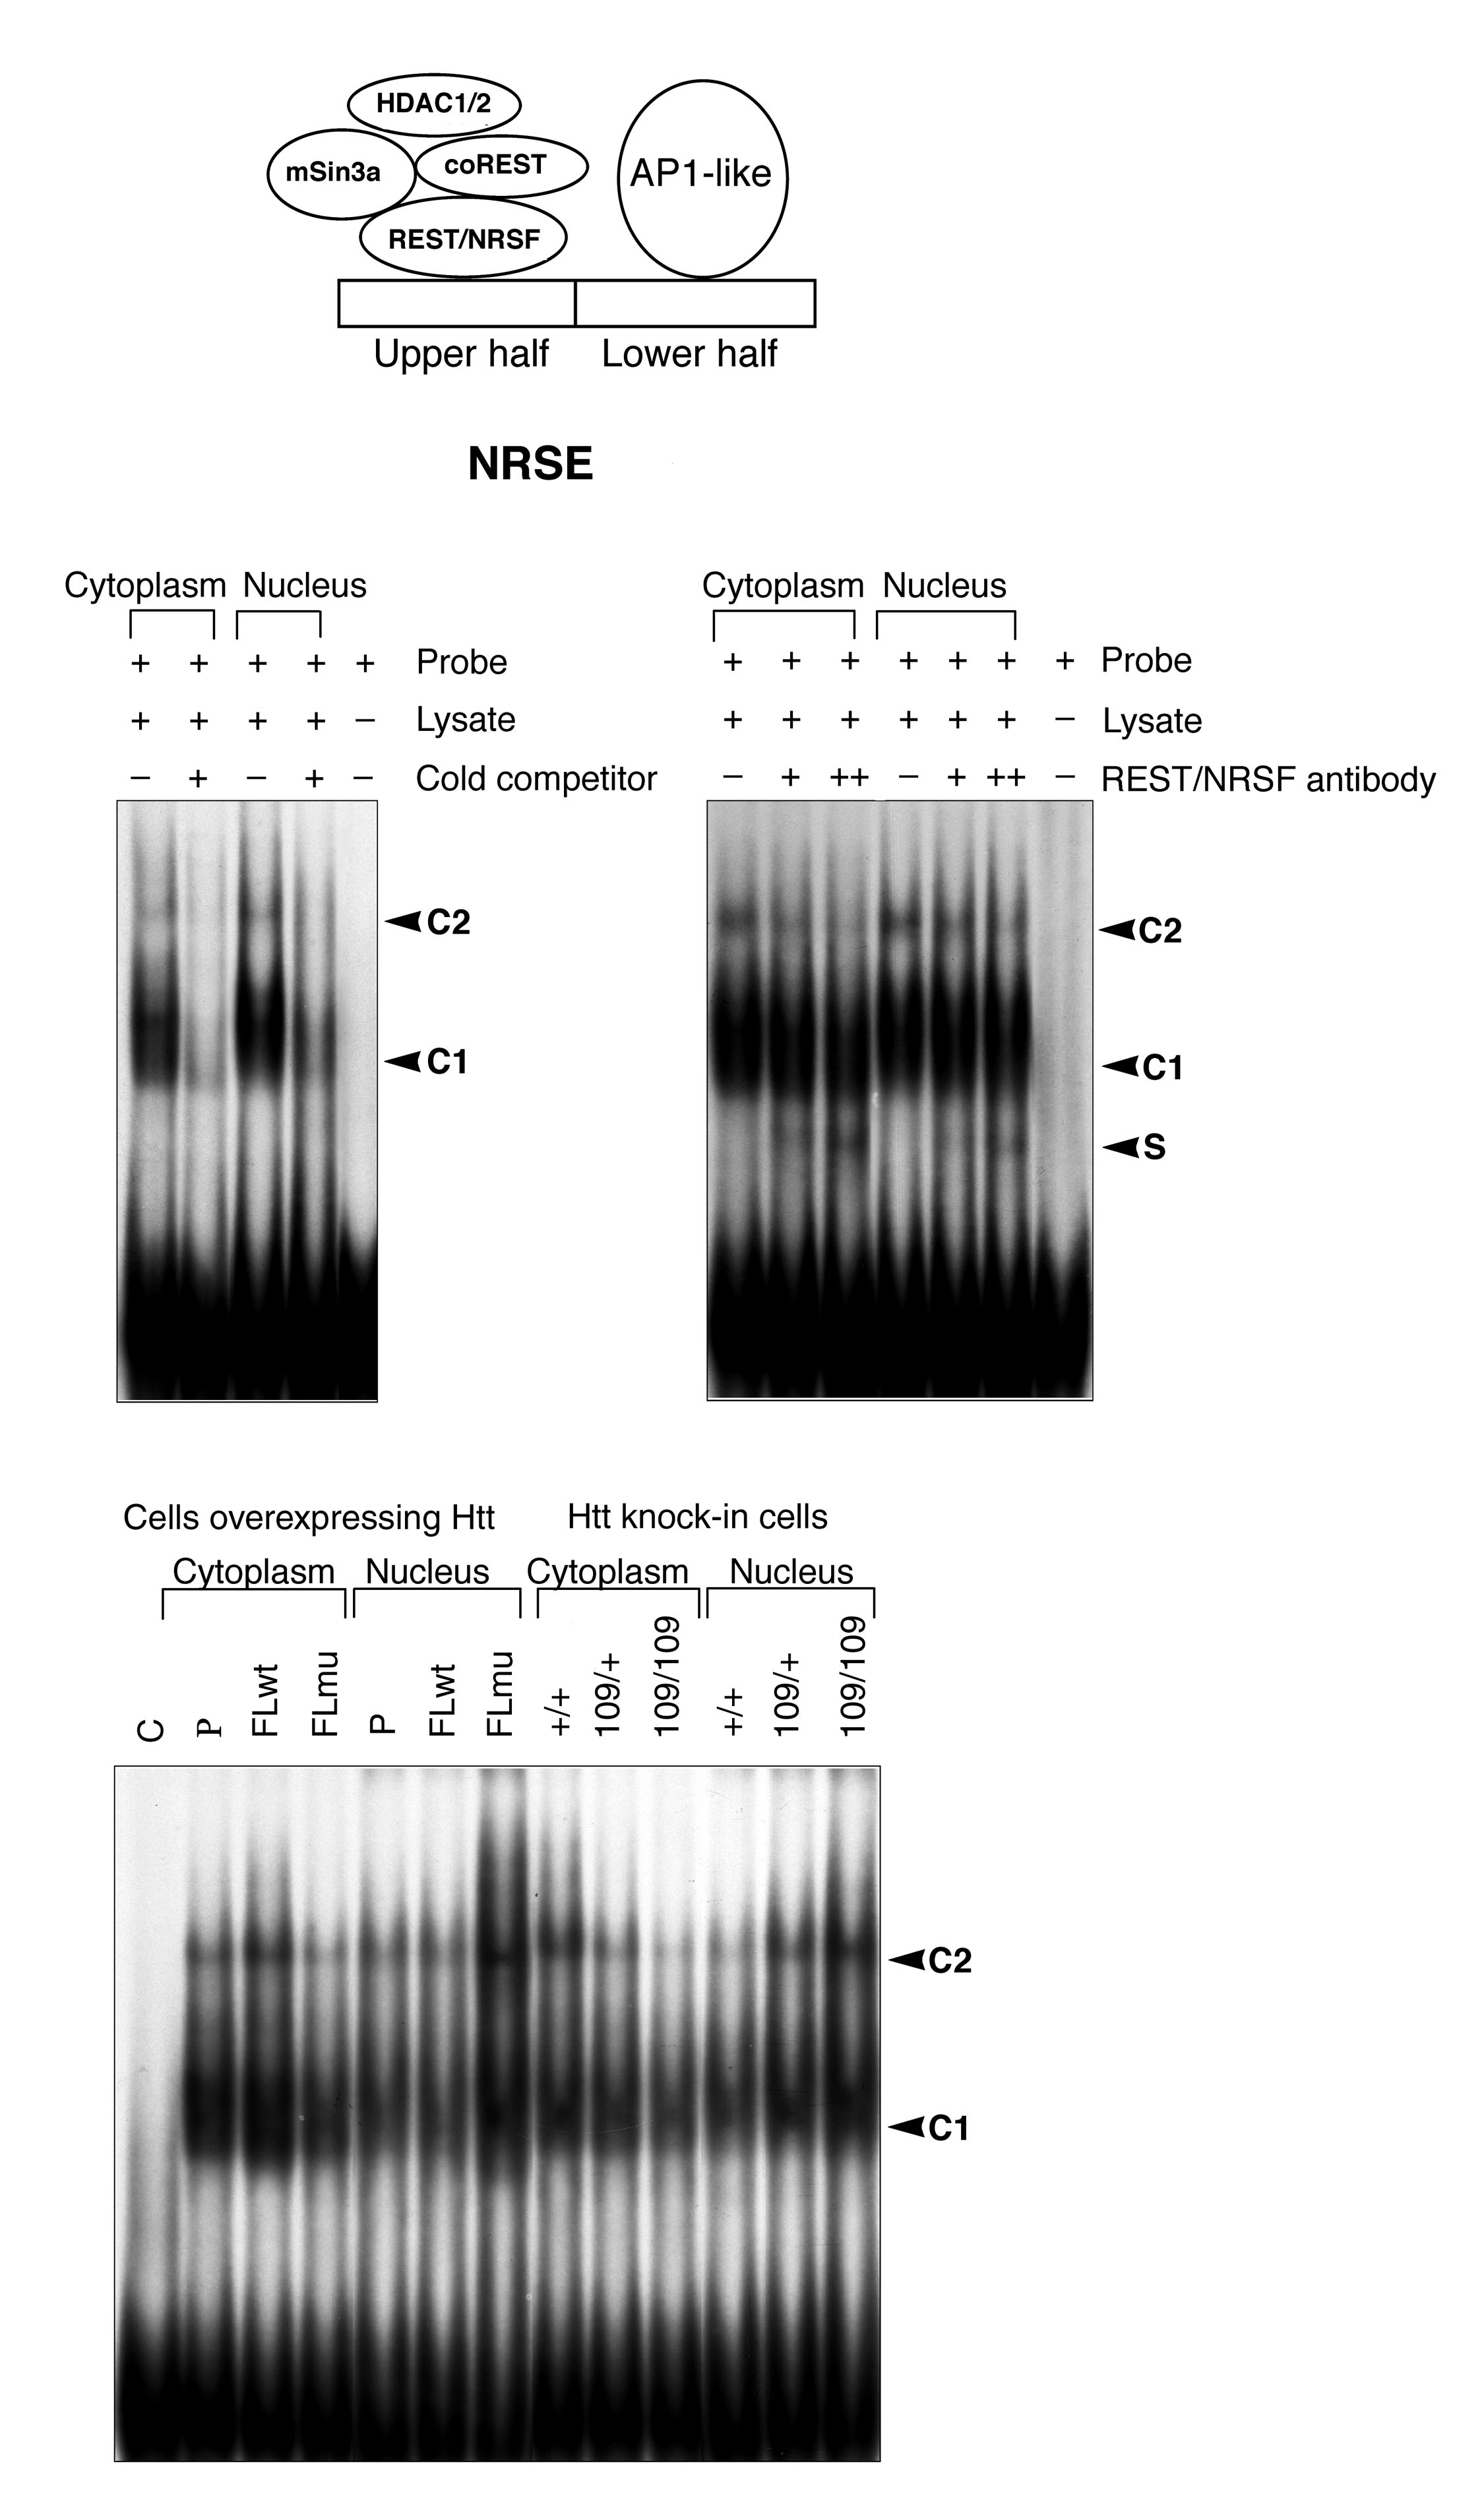 HDAC1/2
mSin3a
coREST
AP1-like
REST/NRSF
Upper half Lower half
NRSE
Cytoplasm Nucleus
+ + + + + Probe
+ + + + – Lysate
– + – + – Cold competitor
C2
C1
Cytoplasm Nucleus
+ + + + + + + Probe
+ + + + + + – Lysate
– + ++ – + ++ – REST/NRSF antibody
C2
C1
S
Cells overexpressing Htt Htt knock-in cells
Cytoplasm Nucleus Cytoplasm Nucleus
C P FLwt FLmu P FLwt FLmu +/+ 109/+ 109/109 +/+ 109/+ 109/109
C2
C1